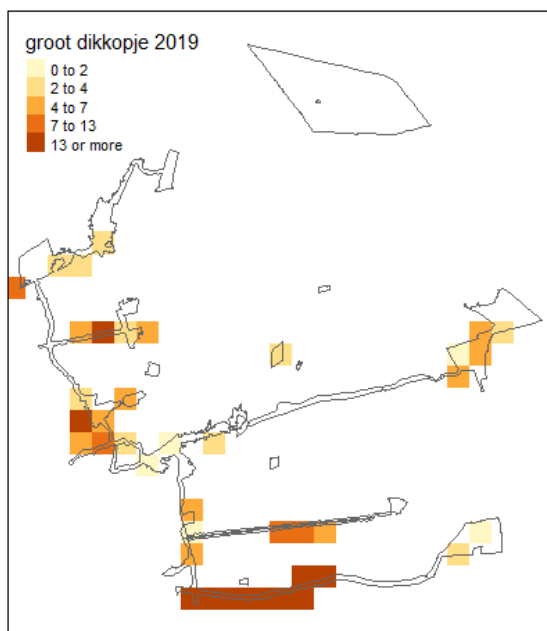 groot dikkopje 2019
0 to 2
2 to 4
4 to 7
7 to 13
13 or more